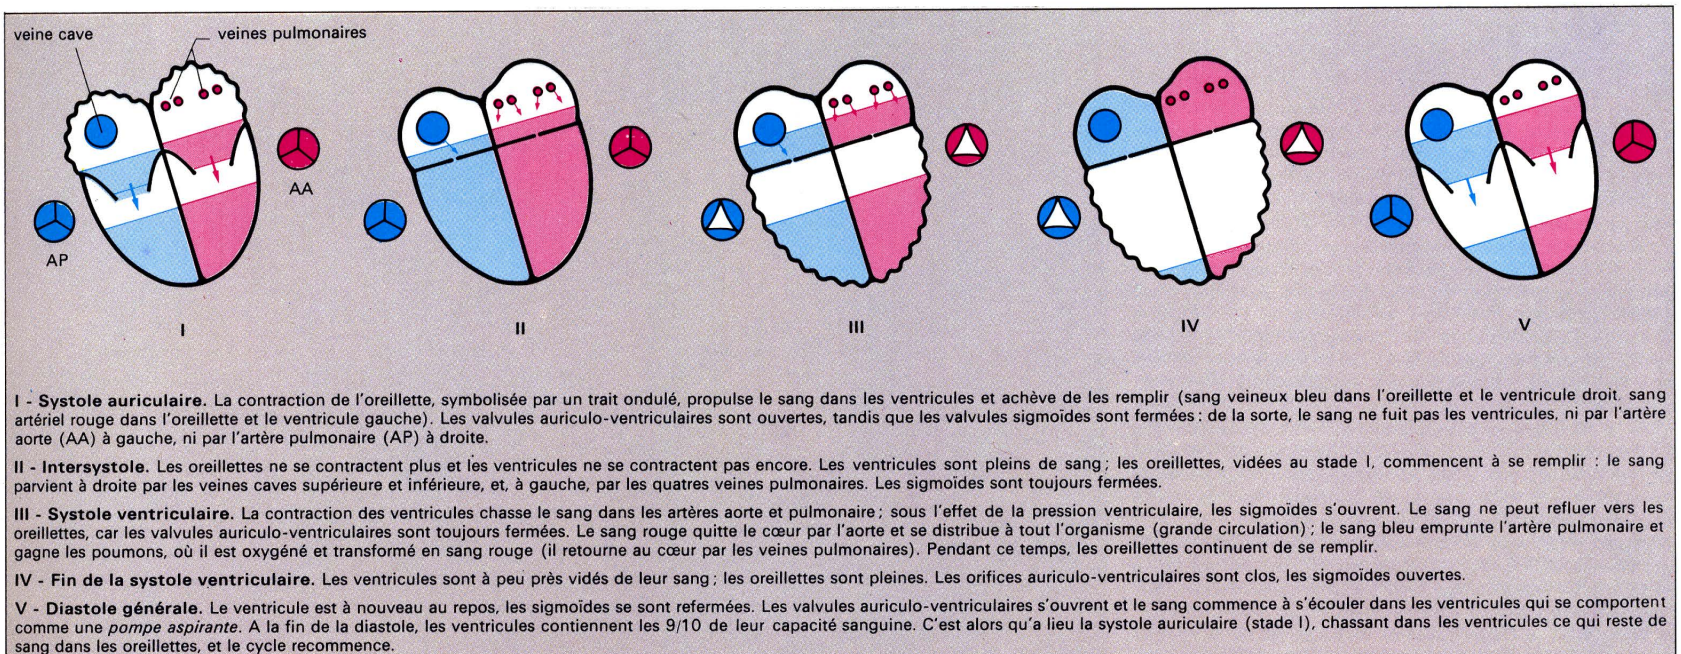 veine cave
veines pulmonaires
AA
AP
I
II
III
IV
V
I - Systole auriculaire. La contraction de l'oreillette, symbolisée par un trait ondulé, propulse le sang dans les ventricules et achève de les remplir (sang veineux bleu dans l'oreillette et le ventricule droit, sang
artériel rouge dans l'oreillette et le ventricule gauche). Les valvules auriculo-ventriculaires sont ouvertes, tandis que les valvules sigmoïdes sont fermées : de la sorte, le sang ne fuit pas les ventricules, ni par l'artère
aorte (AA) à gauche, ni par l'artère pulmonaire (AP) à droite.
II - Intersystole. Les oreillettes ne se contractent plus et les ventricules ne se contractent pas encore. Les ventricules sont pleins de sang ; les oreillettes, vidées au stade I, commencent à se remplir : le sang
parvient à droite par les veines caves supérieure et inférieure, et, à gauche, par les quatres veines pulmonaires. Les sigmoïdes sont toujours fermées.
III - Systole ventriculaire. La contraction des ventricules chasse le sang dans les artères aorte et pulmonaire ; sous l'effet de la pression ventriculaire, les sigmoïdes s'ouvrent. Le sang ne peut refluer vers les
oreillettes, car les valvules auriculo-ventriculaires sont toujours fermées. Le sang rouge quitte le cœur par l'aorte et se distribue à tout l'organisme (grande circulation) ; le sang bleu emprunte l'artère pulmonaire et
gagne les poumons, où il est oxygéné et transformé en sang rouge (il retourne au cœur par les veines pulmonaires). Pendant ce temps, les oreillettes continuent de se remplir.
IV - Fin de la systole ventriculaire. Les ventricules sont à peu près vidés de leur sang ; les oreillettes sont pleines. Les orifices auriculo-ventriculaires sont clos, les sigmoïdes ouvertes.
V - Diastole générale. Le ventricule est à nouveau au repos, les sigmoïdes se sont refermées. Les valvules auriculo-ventriculaires s'ouvrent et le sang commence à s'écouler dans les ventricules qui se comportent
comme une pompe aspirante. A la fin de la diastole, les ventricules contiennent les 9/10 de leur capacité sanguine. C'est alors qu'a lieu la systole auriculaire (stade I), chassant dans les ventricules ce qui reste de
sang dans les oreillettes, et le cycle recommence.